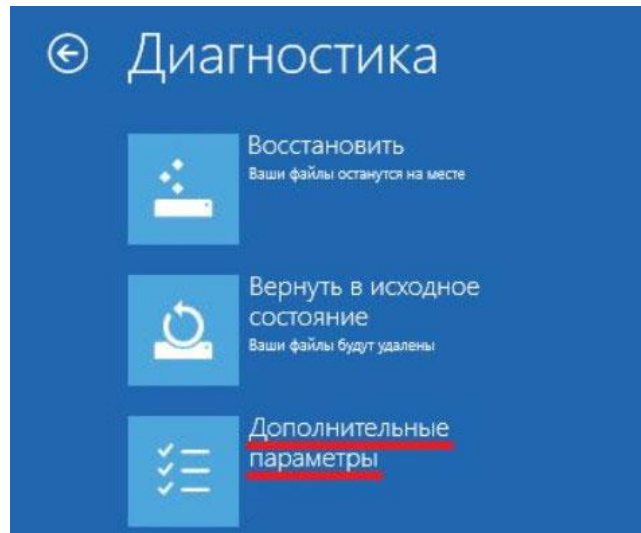 Диагностика
Восстановить
Ваши файлы останутся на месте
Вернуть в исходное
состояние
Ваши файлы будут удалены
Дополнительные
параметры